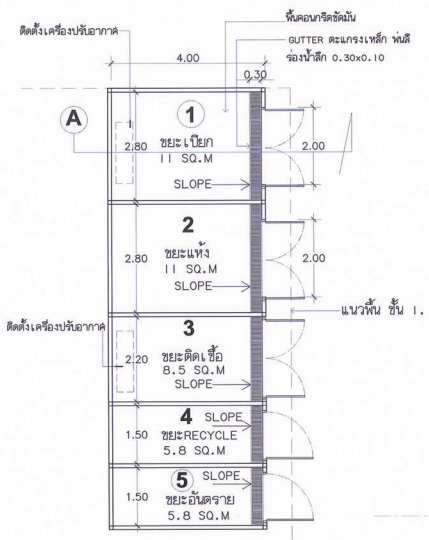 ติดตั้งเครื่องปรับอากาศ
พื้นคอนกรีตขัดมัน
GUTTER ตะแกรงเหล็ก พ่นสี
ร่องน้ำลึก 0.30x0.10
4.00
0.30
A
1
ขยะเปียก
11 SQ.M
2.80
2.00
SLOPE
2
ขยะแห้ง
11 SQ.M
2.80
2.00
SLOPE
แนวพื้น ชั้น 1.
ติดตั้งเครื่องปรับอากาศ
3
ขยะติดเชื้อ
8.5 SQ.M
2.20
SLOPE
4 SLOPE
ขยะRECYCLE
1.50
5.8 SQ.M
5 SLOPE
ขยะอันตราย
1.50
5.8 SQ.M